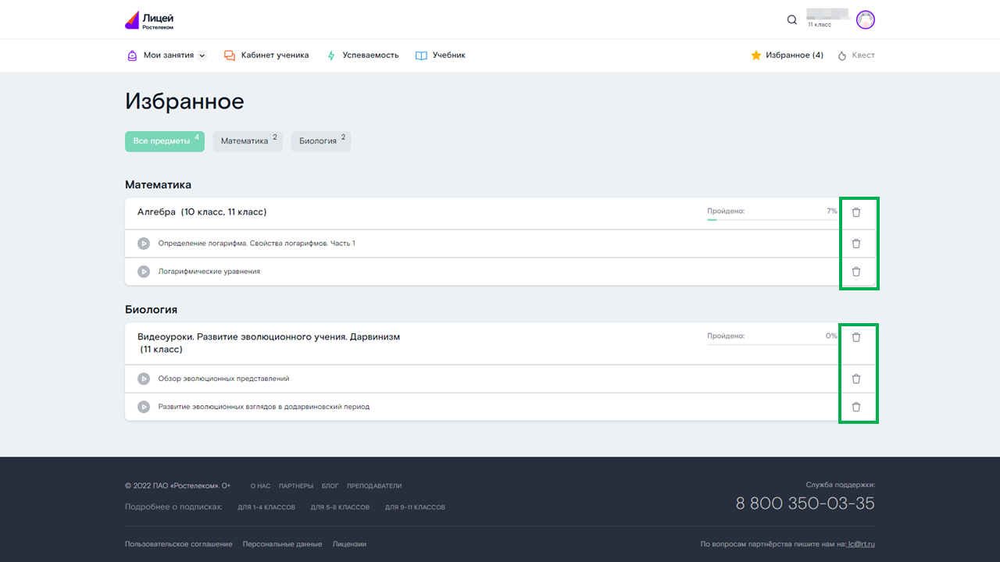 Лицей
Ростелеком
11 класс
Мои занятия
Кабинет ученика
Успеваемость
Учебник
Избранное (4)
Квест
Избранное
Все предметы 4
Математика 2
Биология 2
Математика
Алгебра (10 класс, 11 класс)
Пройдено: 7%
Определение логарифма. Свойства логарифмов. Часть 1
Логарифмические уравнения
Биология
Видеоуроки. Развитие эволюционного учения. Дарвинизм
(11 класс)
Пройдено: 0%
Обзор эволюционных представлений
Развитие эволюционных взглядов в додарвиновский период
© 2022 ПАО «Ростелеком». 0+
О НАС
ПАРТНЕРЫ
БЛОГ
ПРЕПОДАВАТЕЛИ
Служба поддержки:
8 800 350-03-35
Подробнее о подписках:
ДЛЯ 1-4 КЛАССОВ
ДЛЯ 5-8 КЛАССОВ
ДЛЯ 9-11 КЛАССОВ
Пользовательское соглашение
Персональные данные
Лицензии
По вопросам партнёрства пишите нам на: lc@rt.ru